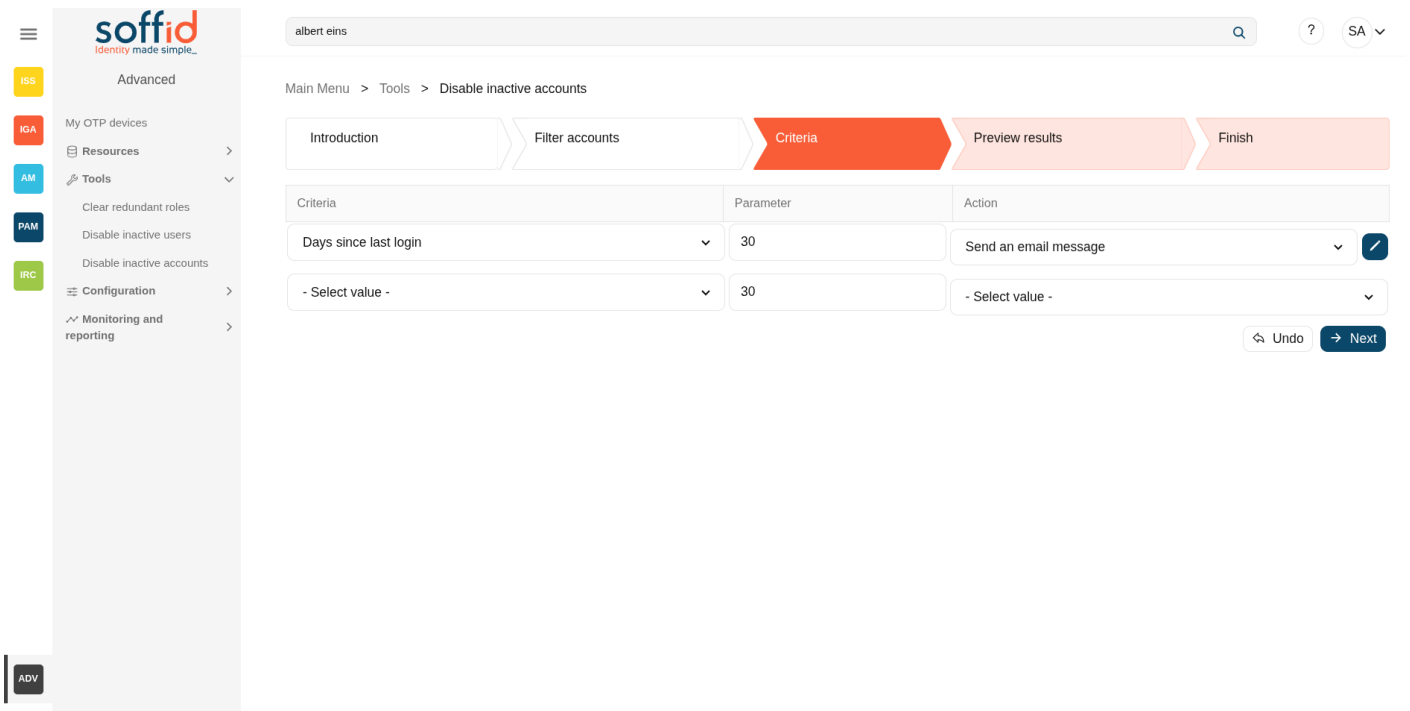 soffid
Identity made simple_
albert eins
?
SA
Advanced
ISS
IGA
AM
PAM
IRC
ADV
My OTP devices
Resources
Tools
Clear redundant roles
Disable inactive users
Disable inactive accounts
Configuration
Monitoring and
reporting
Main Menu > Tools > Disable inactive accounts
Introduction
Filter accounts
Criteria
Preview results
Finish
Criteria
Parameter
Action
Days since last login
30
Send an email message
- Select value -
30
- Select value -
Undo
Next